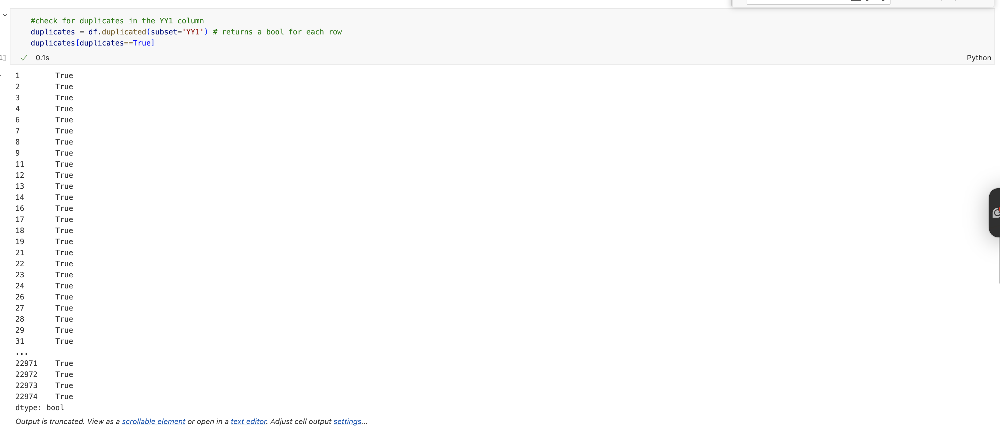 #check for duplicates in the YY1 column
duplicates = df.duplicated(subset='YY1') # returns a bool for each row
duplicates[duplicates==True]
1]
0.1s
Python
1 True
2 True
3 True
4 True
6 True
7 True
8 True
9 True
11 True
12 True
13 True
14 True
16 True
17 True
18 True
19 True
21 True
22 True
23 True
24 True
26 True
27 True
28 True
29 True
31 True
...
22971 True
22972 True
22973 True
22974 True
dtype: bool
Output is truncated. View as a scrollable element or open in a text editor. Adjust cell output settings...